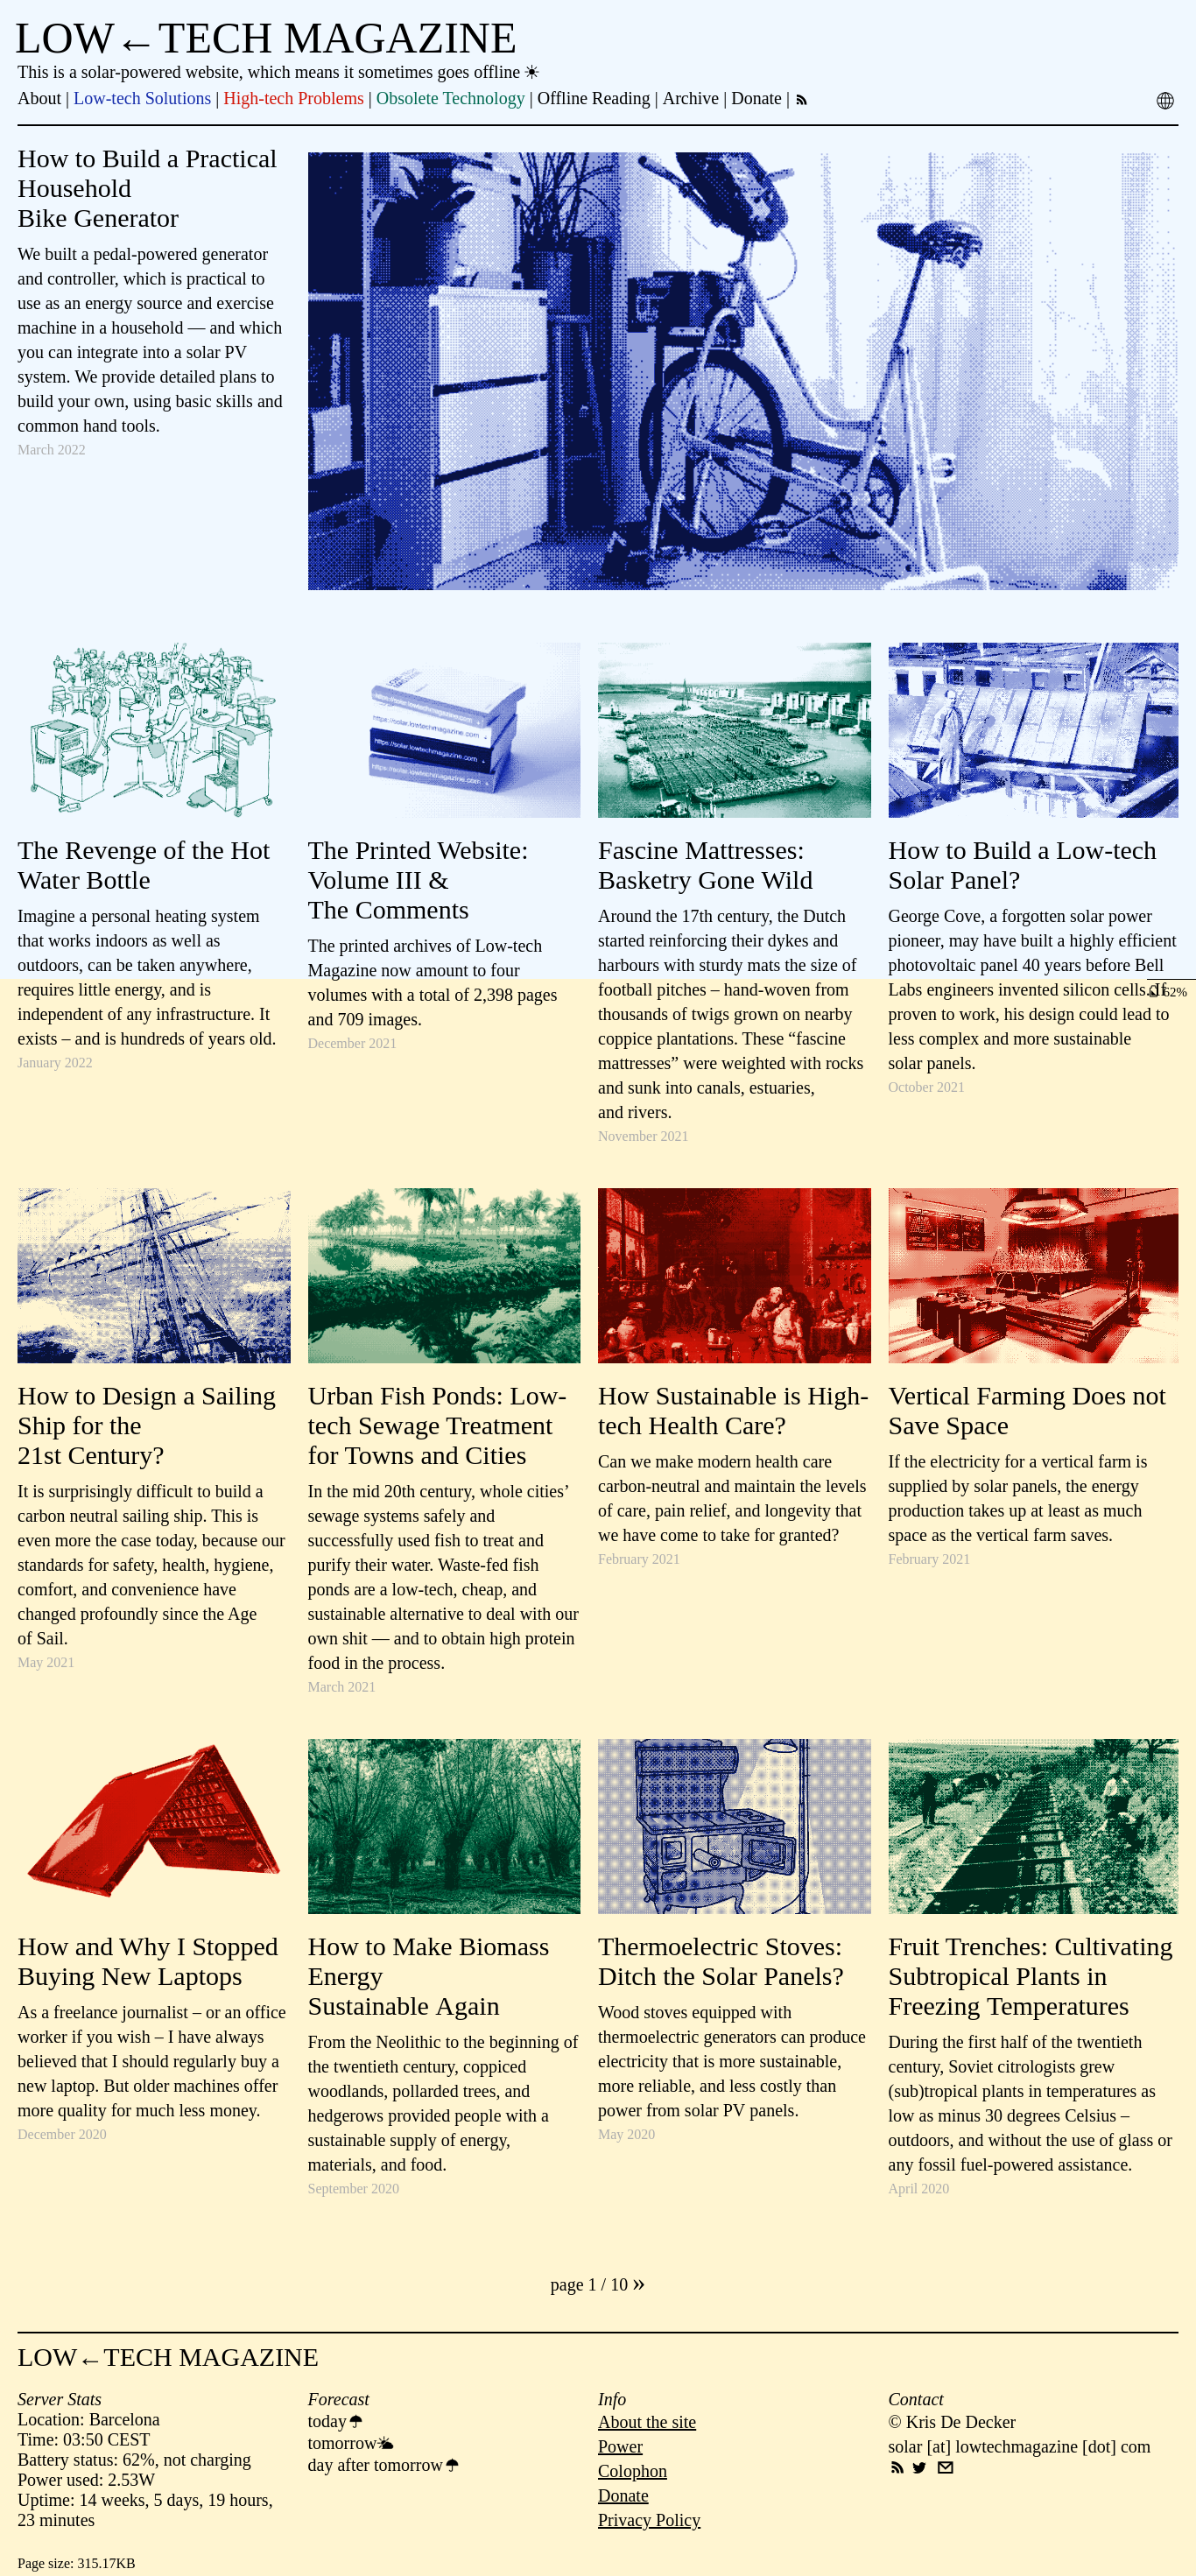 LOW←TECH MAGAZINE
This is a solar-powered website, which means it sometimes goes offline ☀
About | Low-tech Solutions | High-tech Problems | Obsolete Technology | Offline Reading | Archive | Donate |
How to Build a Practical
Household
Bike Generator
We built a pedal-powered generator
and controller, which is practical to
use as an energy source and exercise
machine in a household — and which
you can integrate into a solar PV
system. We provide detailed plans to
build your own, using basic skills and
common hand tools.
March 2022
https://solar.lowtechmagazine.com
https://solar.lowtechmagazine.com
https://solar.lowtechmagazine.com
The Revenge of the Hot
Water Bottle
Imagine a personal heating system
that works indoors as well as
outdoors, can be taken anywhere,
requires little energy, and is
independent of any infrastructure. It
exists – and is hundreds of years old.
January 2022
The Printed Website:
Volume III &
The Comments
The printed archives of Low-tech
Magazine now amount to four
volumes with a total of 2,398 pages
and 709 images.
December 2021
Fascine Mattresses:
Basketry Gone Wild
Around the 17th century, the Dutch
started reinforcing their dykes and
harbours with sturdy mats the size of
football pitches – hand-woven from
thousands of twigs grown on nearby
coppice plantations. These “fascine
mattresses” were weighted with rocks
and sunk into canals, estuaries,
and rivers.
November 2021
How to Build a Low-tech
Solar Panel?
George Cove, a forgotten solar power
pioneer, may have built a highly efficient
photovoltaic panel 40 years before Bell
Labs engineers invented silicon cells. If
proven to work, his design could lead to
less complex and more sustainable
solar panels.
October 2021
62%
How to Design a Sailing
Ship for the
21st Century?
It is surprisingly difficult to build a
carbon neutral sailing ship. This is
even more the case today, because our
standards for safety, health, hygiene,
comfort, and convenience have
changed profoundly since the Age
of Sail.
May 2021
Urban Fish Ponds: Low-
tech Sewage Treatment
for Towns and Cities
In the mid 20th century, whole cities’
sewage systems safely and
successfully used fish to treat and
purify their water. Waste-fed fish
ponds are a low-tech, cheap, and
sustainable alternative to deal with our
own shit — and to obtain high protein
food in the process.
March 2021
How Sustainable is High-
tech Health Care?
Can we make modern health care
carbon-neutral and maintain the levels
of care, pain relief, and longevity that
we have come to take for granted?
February 2021
Vertical Farming Does not
Save Space
If the electricity for a vertical farm is
supplied by solar panels, the energy
production takes up at least as much
space as the vertical farm saves.
February 2021
How and Why I Stopped
Buying New Laptops
As a freelance journalist – or an office
worker if you wish – I have always
believed that I should regularly buy a
new laptop. But older machines offer
more quality for much less money.
December 2020
How to Make Biomass
Energy
Sustainable Again
From the Neolithic to the beginning of
the twentieth century, coppiced
woodlands, pollarded trees, and
hedgerows provided people with a
sustainable supply of energy,
materials, and food.
September 2020
Thermoelectric Stoves:
Ditch the Solar Panels?
Wood stoves equipped with
thermoelectric generators can produce
electricity that is more sustainable,
more reliable, and less costly than
power from solar PV panels.
May 2020
Fruit Trenches: Cultivating
Subtropical Plants in
Freezing Temperatures
During the first half of the twentieth
century, Soviet citrologists grew
(sub)tropical plants in temperatures as
low as minus 30 degrees Celsius –
outdoors, and without the use of glass or
any fossil fuel-powered assistance.
April 2020
page 1 / 10 »
LOW←TECH MAGAZINE
Server Stats
Location: Barcelona
Time: 03:50 CEST
Battery status: 62%, not charging
Power used: 2.53W
Uptime: 14 weeks, 5 days, 19 hours,
23 minutes
Page size: 315.17KB
Forecast
today
tomorrow
day after tomorrow
Info
About the site
Power
Colophon
Donate
Privacy Policy
Contact
© Kris De Decker
solar [at] lowtechmagazine [dot] com